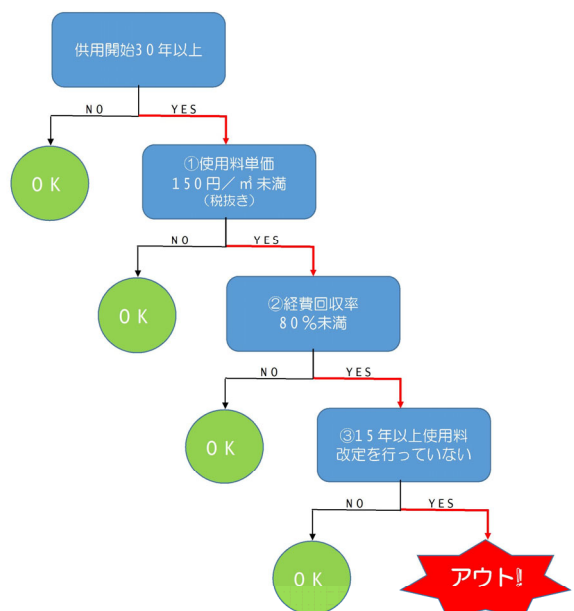 供用開始30年以上
NO YES
OK
①使用料単価
150円/㎥未満
(税抜き)
NO YES
OK
②経費回収率
80%未満
NO YES
OK
③15年以上使用料
改定を行っていない
NO YES
OK
アウト!